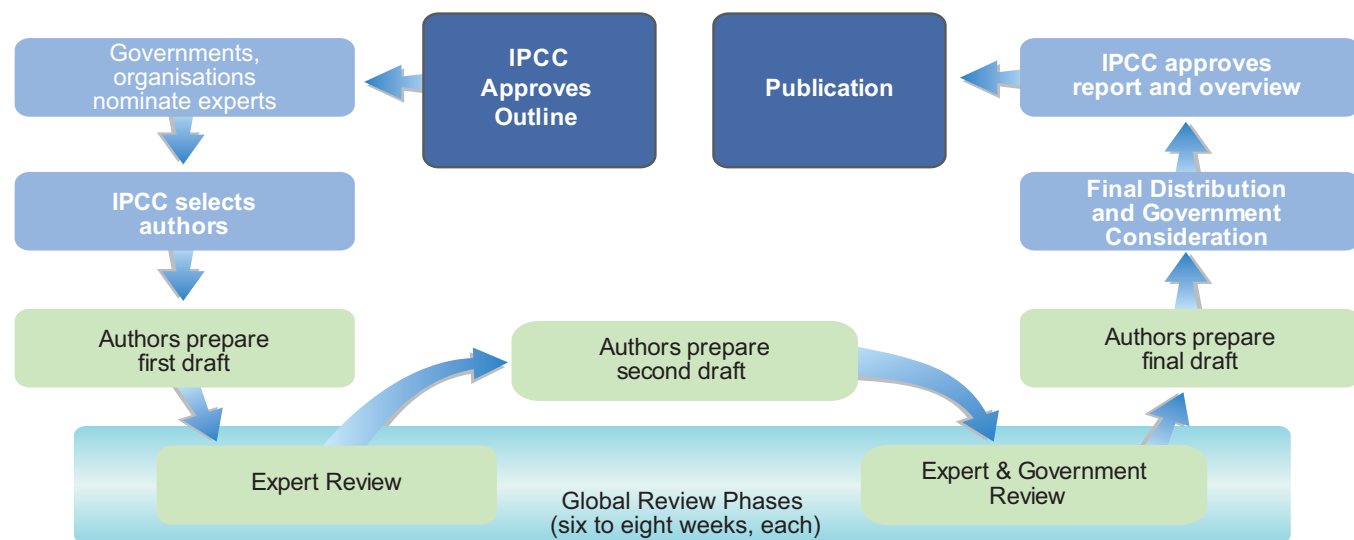 IPCC
Approves
Outline
Governments,
organisations
nominate experts
IPCC selects
authors
Authors prepare
first draft
Expert Review
Authors prepare
second draft
Global Review Phases
(six to eight weeks, each)
Expert & Government
Review
Authors prepare
final draft
Final Distribution
and Government
Consideration
IPCC approves
report and overview
Publication